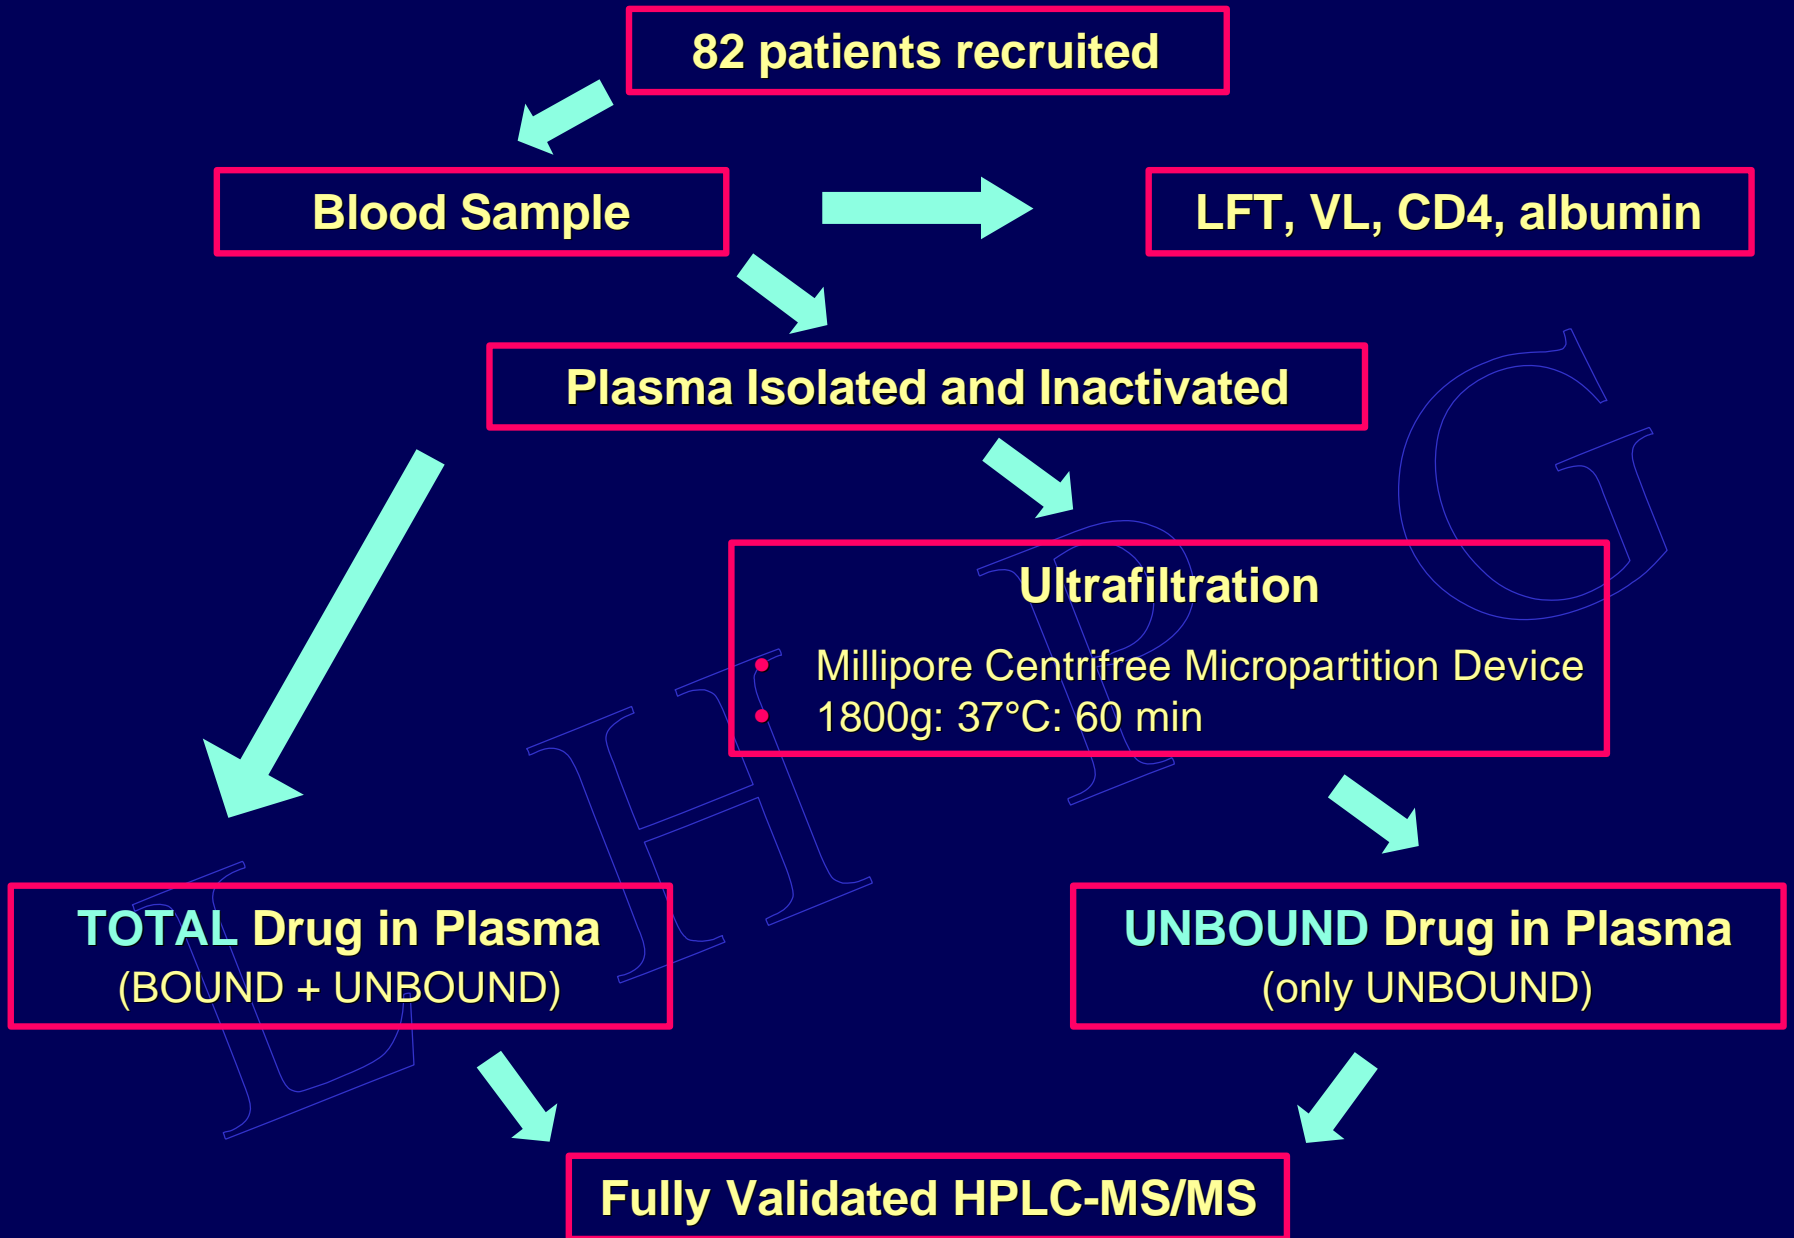 82 patients recruited
Blood Sample
LFT, VL, CD4, albumin
Plasma Isolated and Inactivated
Ultrafiltration
• Millipore Centrifree Micropartition Device
• 1800g: 37°C: 60 min
TOTAL Drug in Plasma
(BOUND + UNBOUND)
UNBOUND Drug in Plasma
(only UNBOUND)
Fully Validated HPLC-MS/MS
LHPG